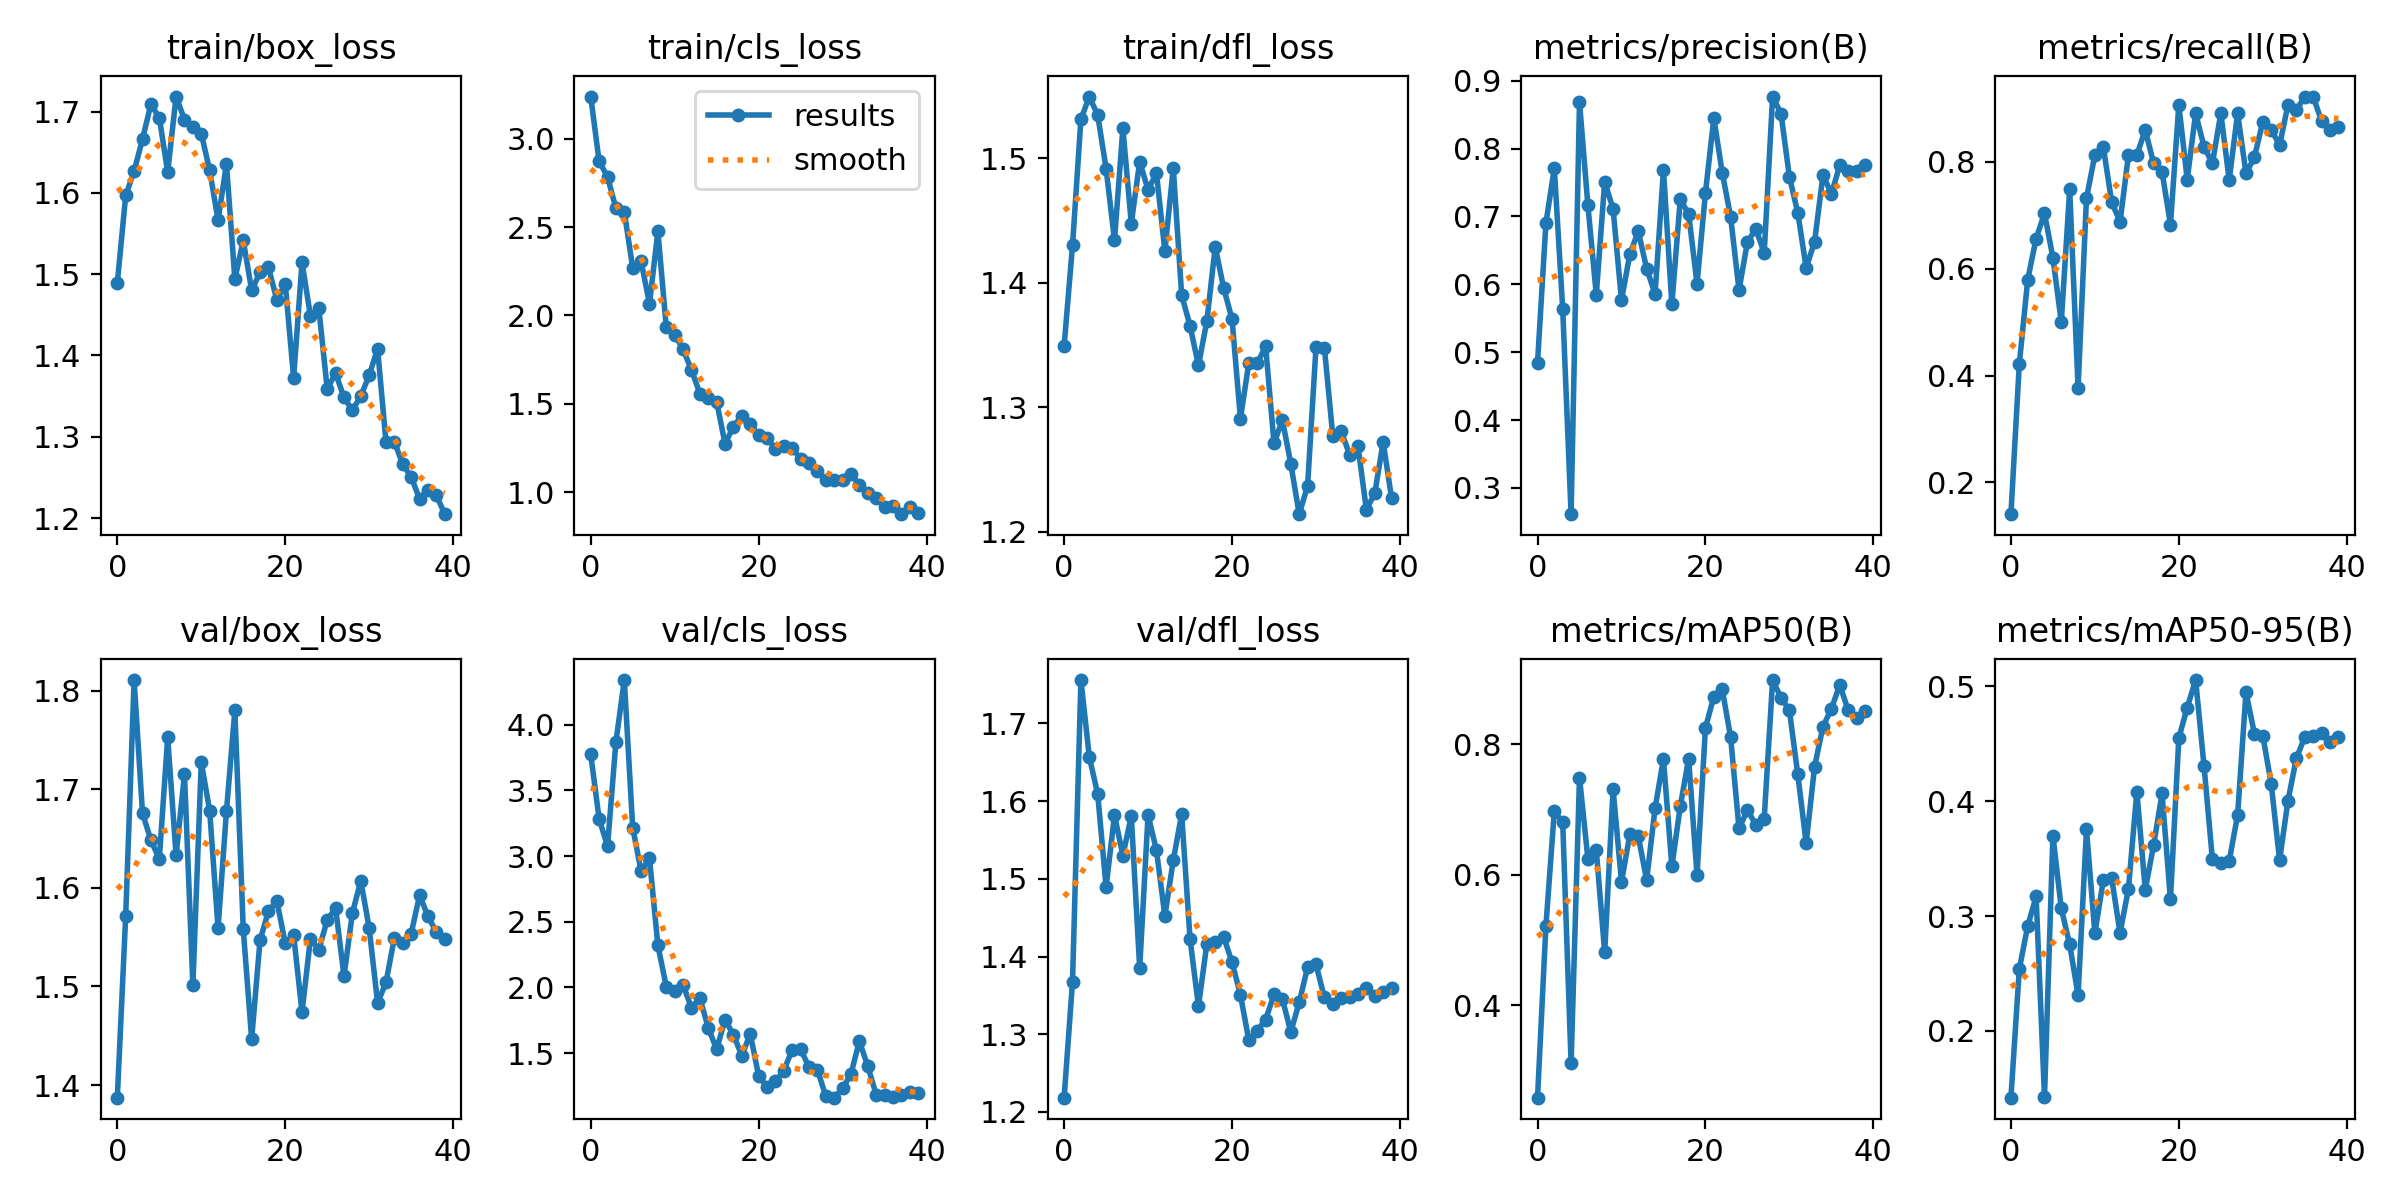 train/box_loss
1.7
1.6
1.5
1.4
1.3
1.2
0 20 40
train/cls_loss
results
smooth
3.0
2.5
2.0
1.5
1.0
0 20 40
train/dfl_loss
1.5
1.4
1.3
1.2
0 20 40
metrics/precision(B)
0.9
0.8
0.7
0.6
0.5
0.4
0.3
0 20 40
metrics/recall(B)
0.8
0.6
0.4
0.2
0 20 40
val/box_loss
1.8
1.7
1.6
1.5
1.4
0 20 40
val/cls_loss
4.0
3.5
3.0
2.5
2.0
1.5
0 20 40
val/dfl_loss
1.7
1.6
1.5
1.4
1.3
1.2
0 20 40
metrics/mAP50(B)
0.8
0.6
0.4
0 20 40
metrics/mAP50-95(B)
0.5
0.4
0.3
0.2
0 20 40